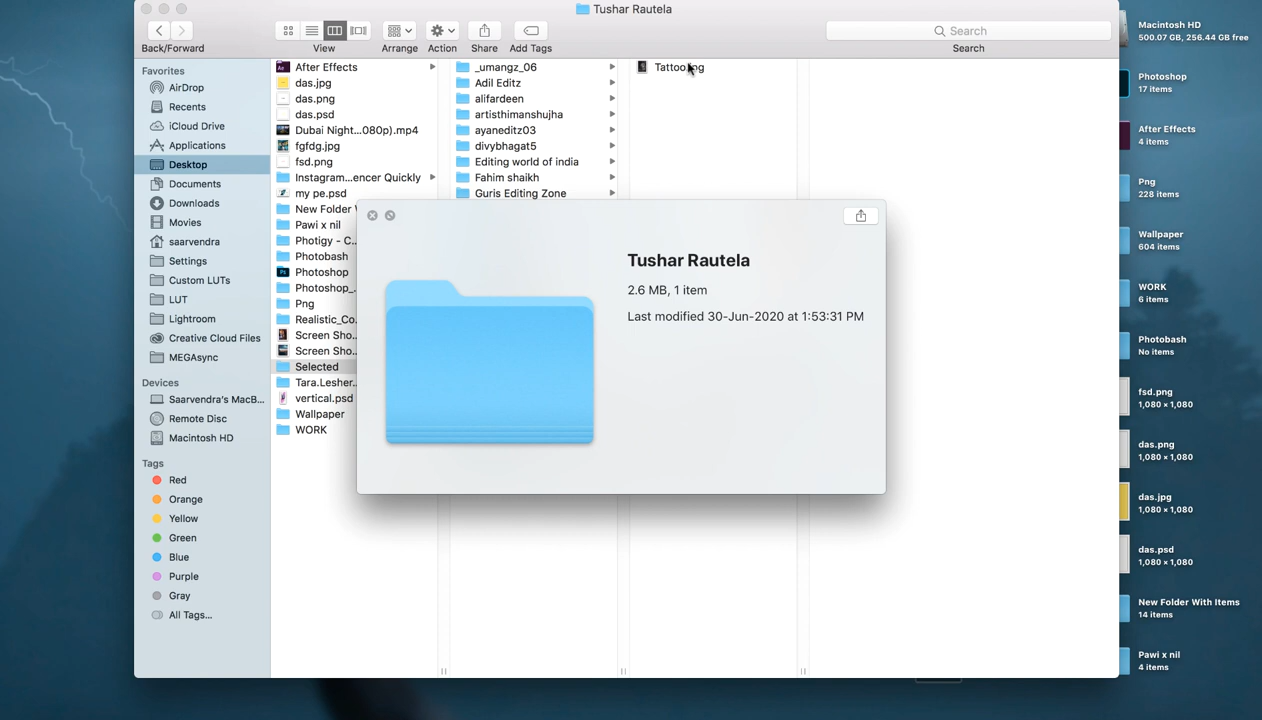 Tushar Rautela
Back/Forward
View
Arrange
Action
Share
Add Tags
Search
Search
Favorites
AirDrop
Recents
iCloud Drive
Applications
Desktop
Documents
Downloads
Movies
saarvendra
Settings
Custom LUTs
LUT
Lightroom
Creative Cloud Files
MEGAsync
Devices
Saarvendra's MacB...
Remote Disc
Macintosh HD
Tags
Red
Orange
Yellow
Green
Blue
Purple
Gray
All Tags...
After Effects
das.jpg
das.png
das.psd
Dubai Night...080p).mp4
fgfdg.jpg
fsd.png
Instagram...encer Quickly
my pe.psd
New Folder
Pawi x nil
Photigy - C...
Photobash
Photoshop
Photoshop_
Png
Realistic_Co...
Screen Sho...
Screen Sho...
Selected
Tara.Lesher...
vertical.psd
Wallpaper
WORK
_umangz_06
Adil Editz
alifardeen
artisthimanshujha
ayaneditz03
divybhagat5
Editing world of india
Fahim shaikh
Guris Editing Zone
Tushar Rautela
2.6 MB, 1 item
Last modified 30-Jun-2020 at 1:53:31 PM
Macintosh HD
500.07 GB, 256.44 GB free
Photoshop
17 items
After Effects
4 items
Png
228 items
Wallpaper
604 items
WORK
6 items
Photobash
No items
fsd.png
1,080 × 1,080
das.png
1,080 × 1,080
das.jpg
1,080 × 1,080
das.psd
1,080 × 1,080
New Folder With Items
14 items
Pawi x nil
4 items